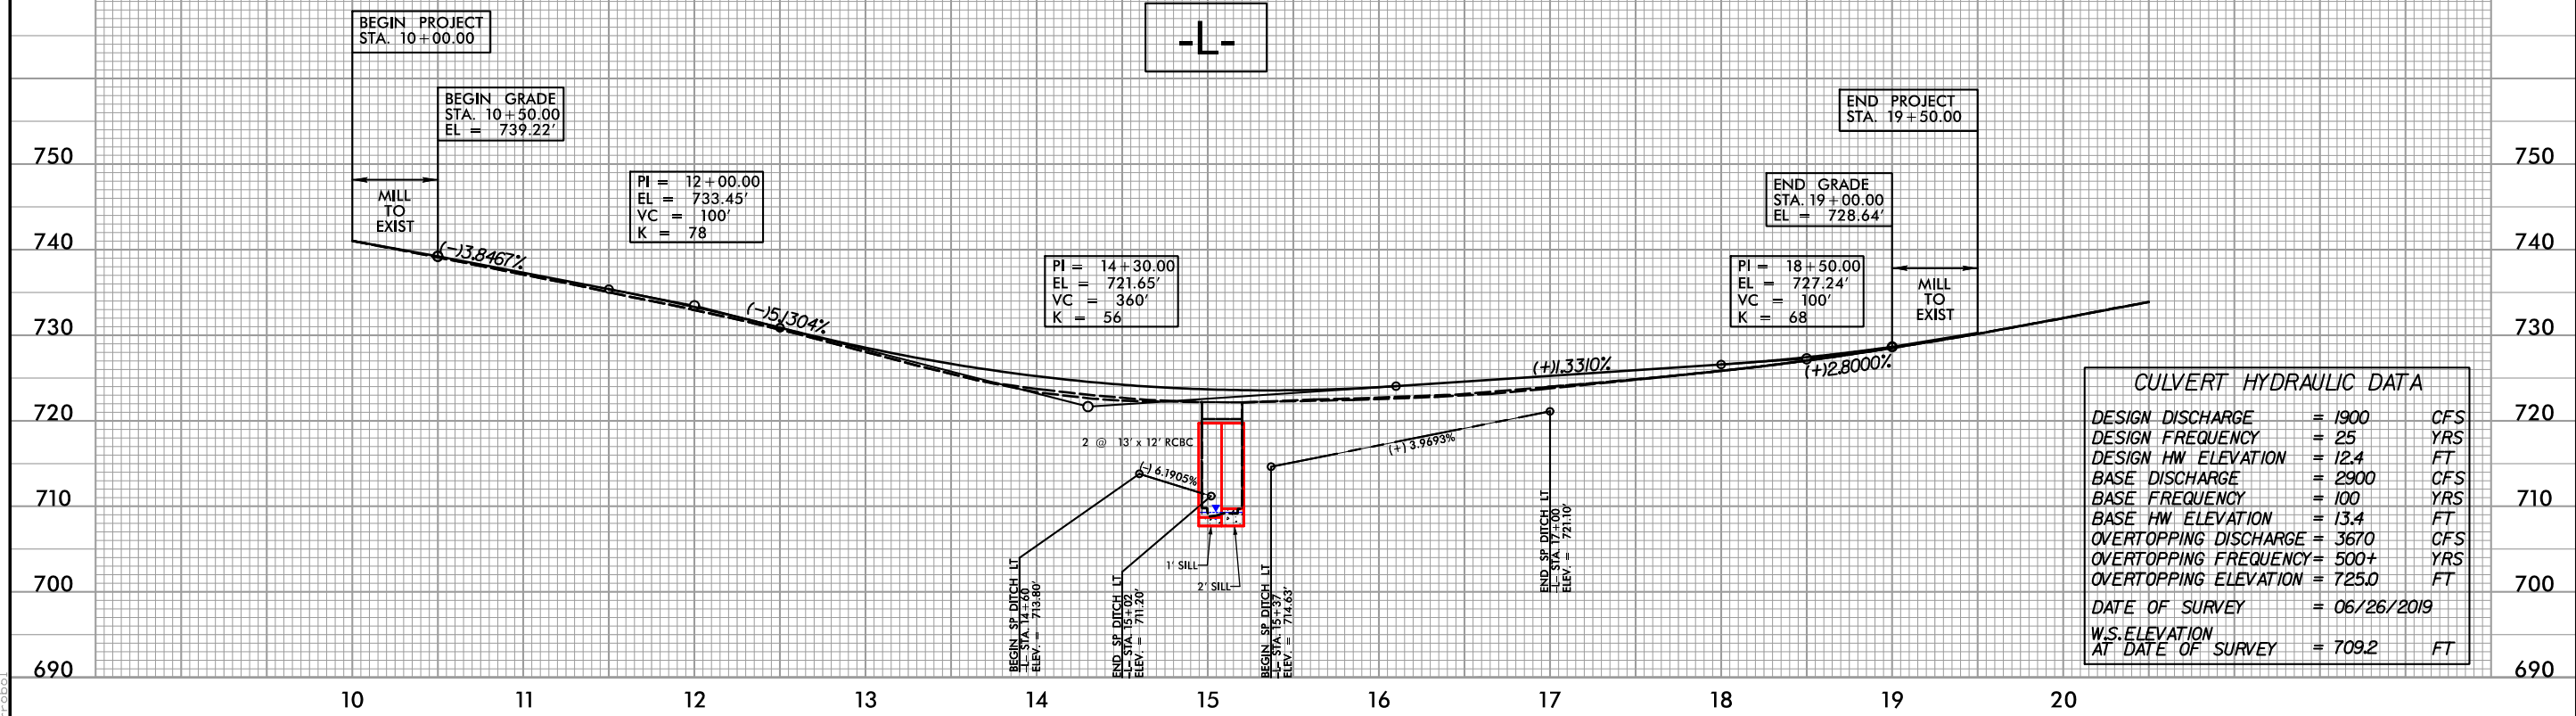 -L-
BEGIN PROJECT
STA. 10+00.00
BEGIN GRADE
STA. 10+50.00
EL = 739.22'
MILL
TO
EXIST
PI = 12+00.00
EL = 733.45'
VC = 100'
K = 78
PI = 14+30.00
EL = 721.65'
VC = 360'
K = 56
PI = 18+50.00
EL = 727.24'
VC = 100'
K = 68
END GRADE
STA. 19+00.00
EL = 728.64'
END PROJECT
STA. 19+50.00
MILL
TO
EXIST
(-)3.8467%
(-)5.1304%
(+)1.3310%
(+)2.8000%
2 @ 13' x 12' RCBC
(-) 6.1905%
(+) 3.9693%
1' SILL
2' SILL
BEGIN SP DITCH LT
-L- STA. 14+60
ELEV. = 713.80'
END SP DITCH LT
-L- STA. 15+02
ELEV. = 711.20'
BEGIN SP DITCH LT
-L- STA. 15+37
ELEV. = 714.63'
END SP DITCH LT
-L- STA. 17+00
ELEV. = 721.10'
CULVERT HYDRAULIC DATA
DESIGN DISCHARGE = 1900 CFS
DESIGN FREQUENCY = 25 YRS
DESIGN HW ELEVATION = 12.4 FT
BASE DISCHARGE = 2900 CFS
BASE FREQUENCY = 100 YRS
BASE HW ELEVATION = 13.4 FT
OVERTOPPING DISCHARGE = 3670 CFS
OVERTOPPING FREQUENCY = 500+ YRS
OVERTOPPING ELEVATION = 725.0 FT
DATE OF SURVEY = 06/26/2019
W.S. ELEVATION
AT DATE OF SURVEY = 709.2 FT
750 750
740 740
730 730
720 720
710 710
700 700
690 690
10 11 12 13 14 15 16 17 18 19 20